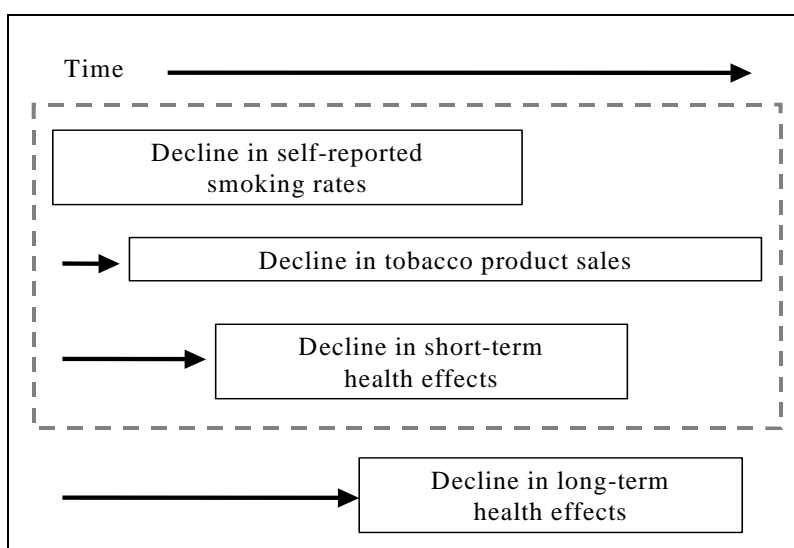 Time
Decline in self-reported
smoking rates
Decline in tobacco product sales
Decline in short-term
health effects
Decline in long-term
health effects